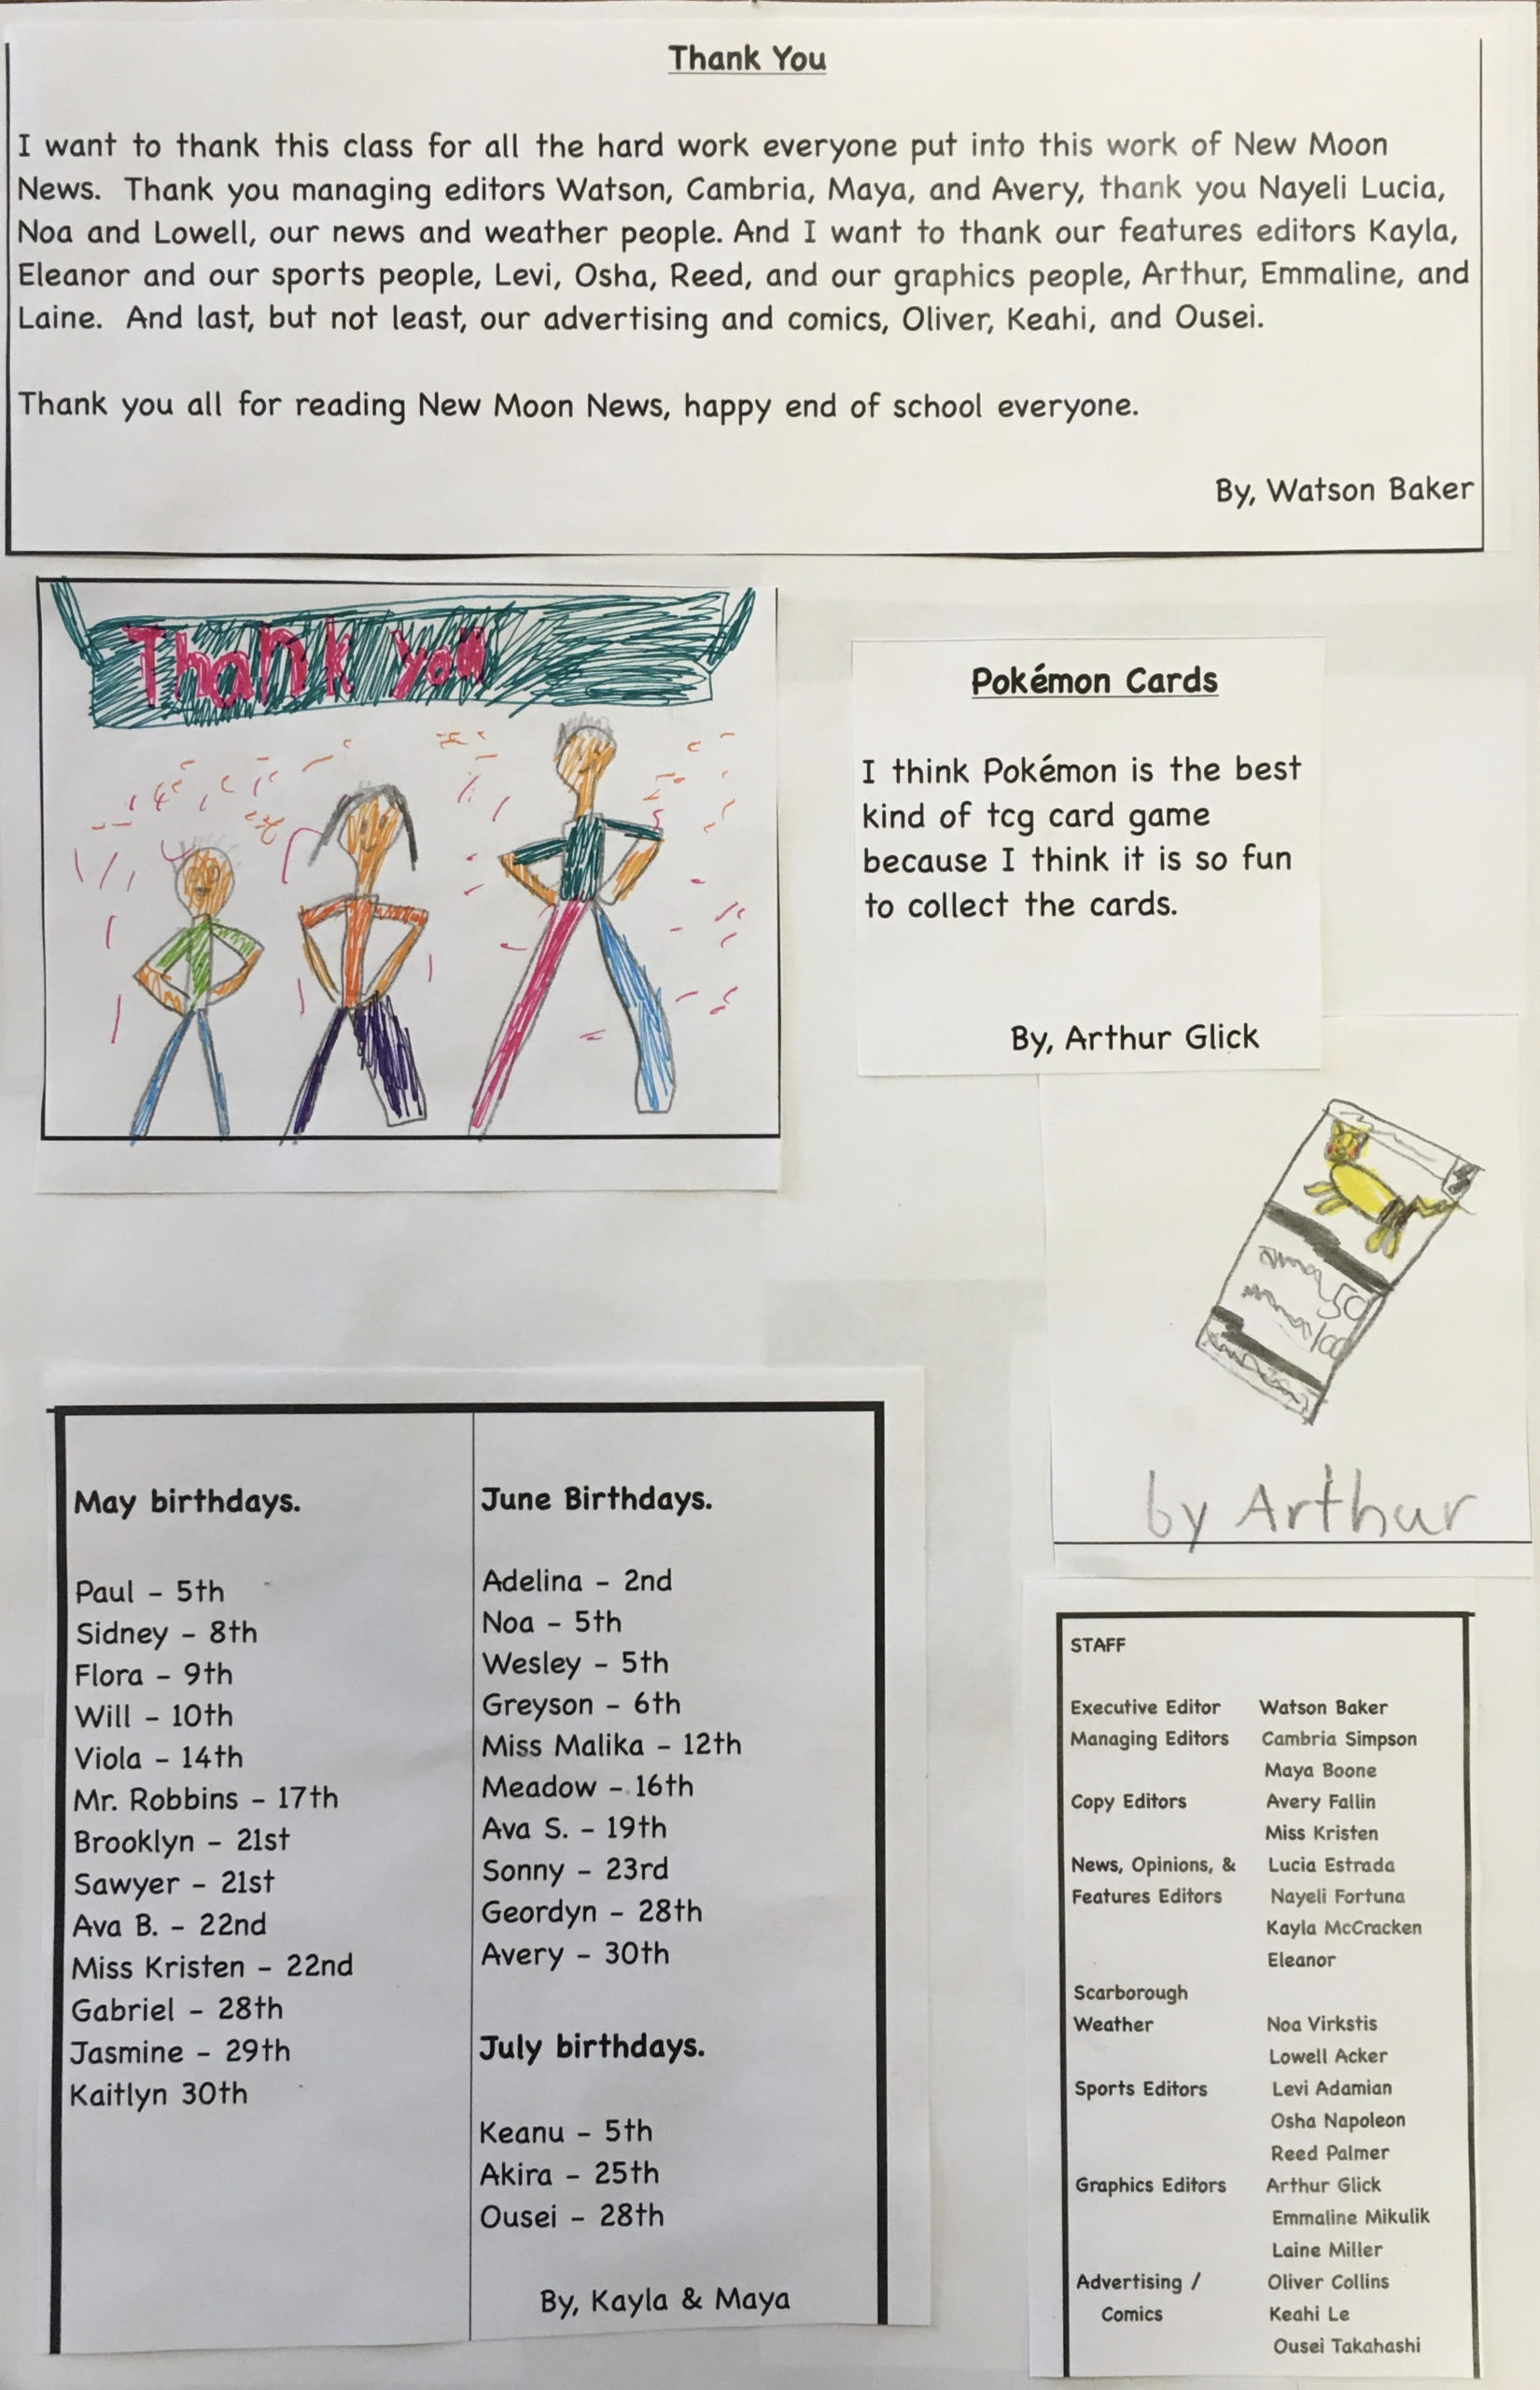 Thank You
I want to thank this class for all the hard work everyone put into this work of New Moon
News. Thank you managing editors Watson, Cambria, Maya, and Avery, thank you Nayeli Lucia,
Noa and Lowell, our news and weather people. And I want to thank our features editors Kayla,
Eleanor and our sports people, Levi, Osha, Reed, and our graphics people, Arthur, Emmaline, and
Laine. And last, but not least, our advertising and comics, Oliver, Keahi, and Ousei.
Thank you all for reading New Moon News, happy end of school everyone.
By, Watson Baker
Thank you
Pokémon Cards
I think Pokémon is the best
kind of tcg card game
because I think it is so fun
to collect the cards.
By, Arthur Glick
50
100
by Arthur
May birthdays.
Paul - 5th
Sidney - 8th
Flora - 9th
Will - 10th
Viola - 14th
Mr. Robbins - 17th
Brooklyn - 21st
Sawyer - 21st
Ava B. - 22nd
Miss Kristen - 22nd
Gabriel - 28th
Jasmine - 29th
Kaitlyn 30th
June Birthdays.
Adelina - 2nd
Noa - 5th
Wesley - 5th
Greyson - 6th
Miss Malika - 12th
Meadow - 16th
Ava S. - 19th
Sonny - 23rd
Geordyn - 28th
Avery - 30th
July birthdays.
Keanu - 5th
Akira - 25th
Ousei - 28th
By, Kayla & Maya
STAFF
Executive Editor Watson Baker
Managing Editors Cambria Simpson
Maya Boone
Copy Editors Avery Fallin
Miss Kristen
News, Opinions, & Lucia Estrada
Features Editors Nayeli Fortuna
Kayla McCracken
Eleanor
Scarborough
Weather Noa Virkstis
Lowell Acker
Sports Editors Levi Adamian
Osha Napoleon
Reed Palmer
Graphics Editors Arthur Glick
Emmaline Mikulik
Laine Miller
Advertising / Oliver Collins
Comics Keahi Le
Ousei Takahashi